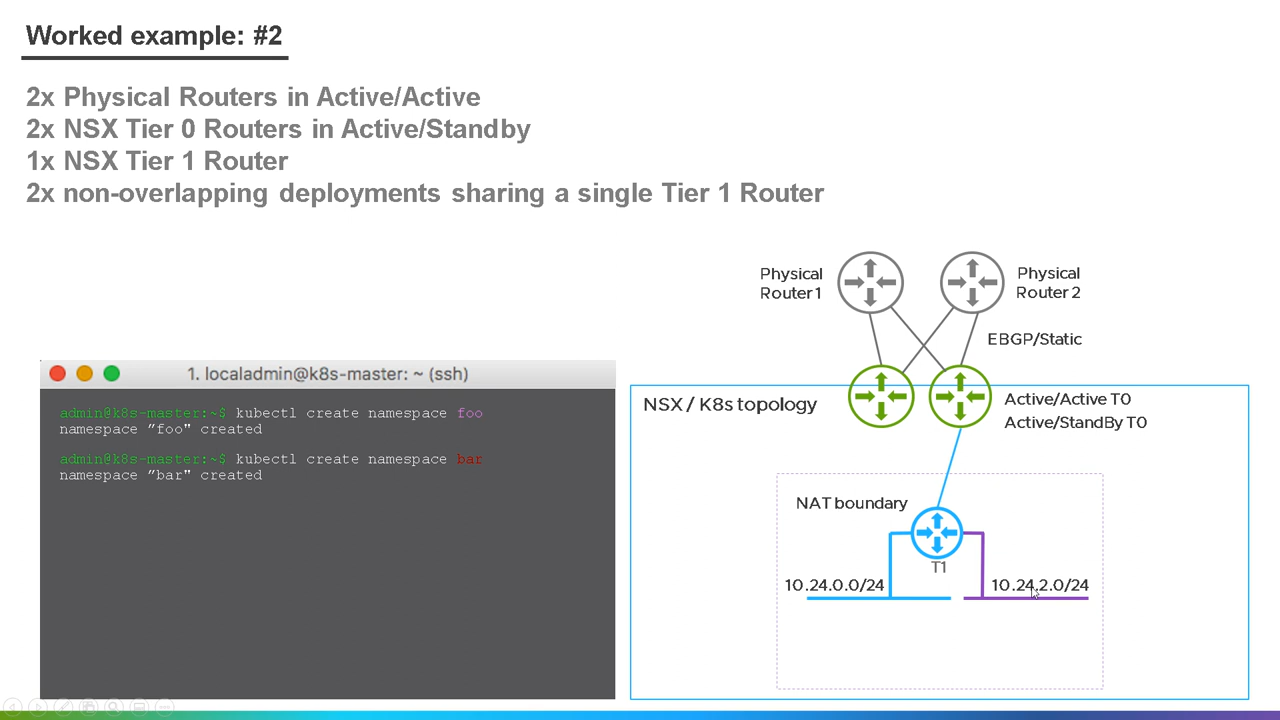 Worked example: #2
2x Physical Routers in Active/Active
2x NSX Tier 0 Routers in Active/Standby
1x NSX Tier 1 Router
2x non-overlapping deployments sharing a single Tier 1 Router
Physical
Router 1
Physical
Router 2
EBGP/Static
1. localadmin@k8s-master: ~ (ssh)
admin@k8s-master:~$ kubectl create namespace foo
namespace ”foo" created
admin@k8s-master:~$ kubectl create namespace bar
namespace ”bar" created
NSX / K8s topology
Active/Active T0
Active/StandBy T0
NAT boundary
T1
10.24.0.0/24
10.24.2.0/24